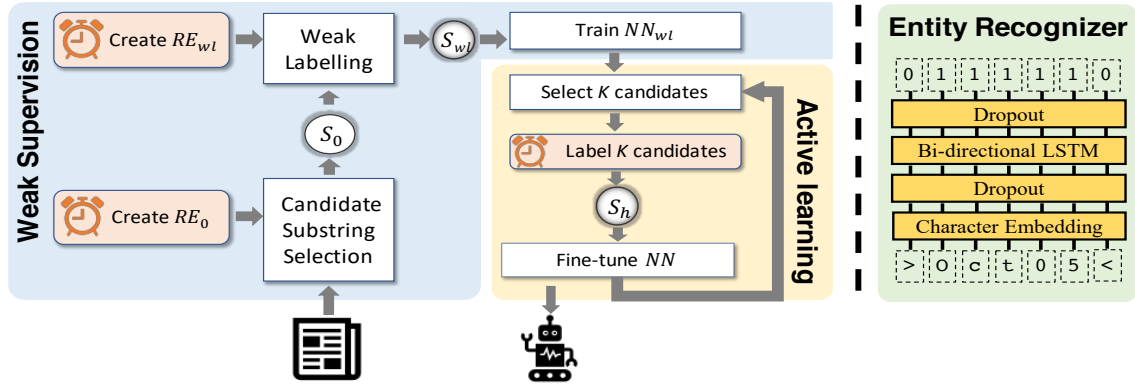 Weak Supervision
Create RE_wl
Weak
Labelling
S_wl
Train NN_wl
S_0
Create RE_0
Candidate
Substring
Selection
Select K candidates
Label K candidates
S_h
Fine-tune NN
Active learning
Entity Recognizer
0 1 1 1 1 1 0
Dropout
Bi-directional LSTM
Dropout
Character Embedding
> O c t 0 5 <